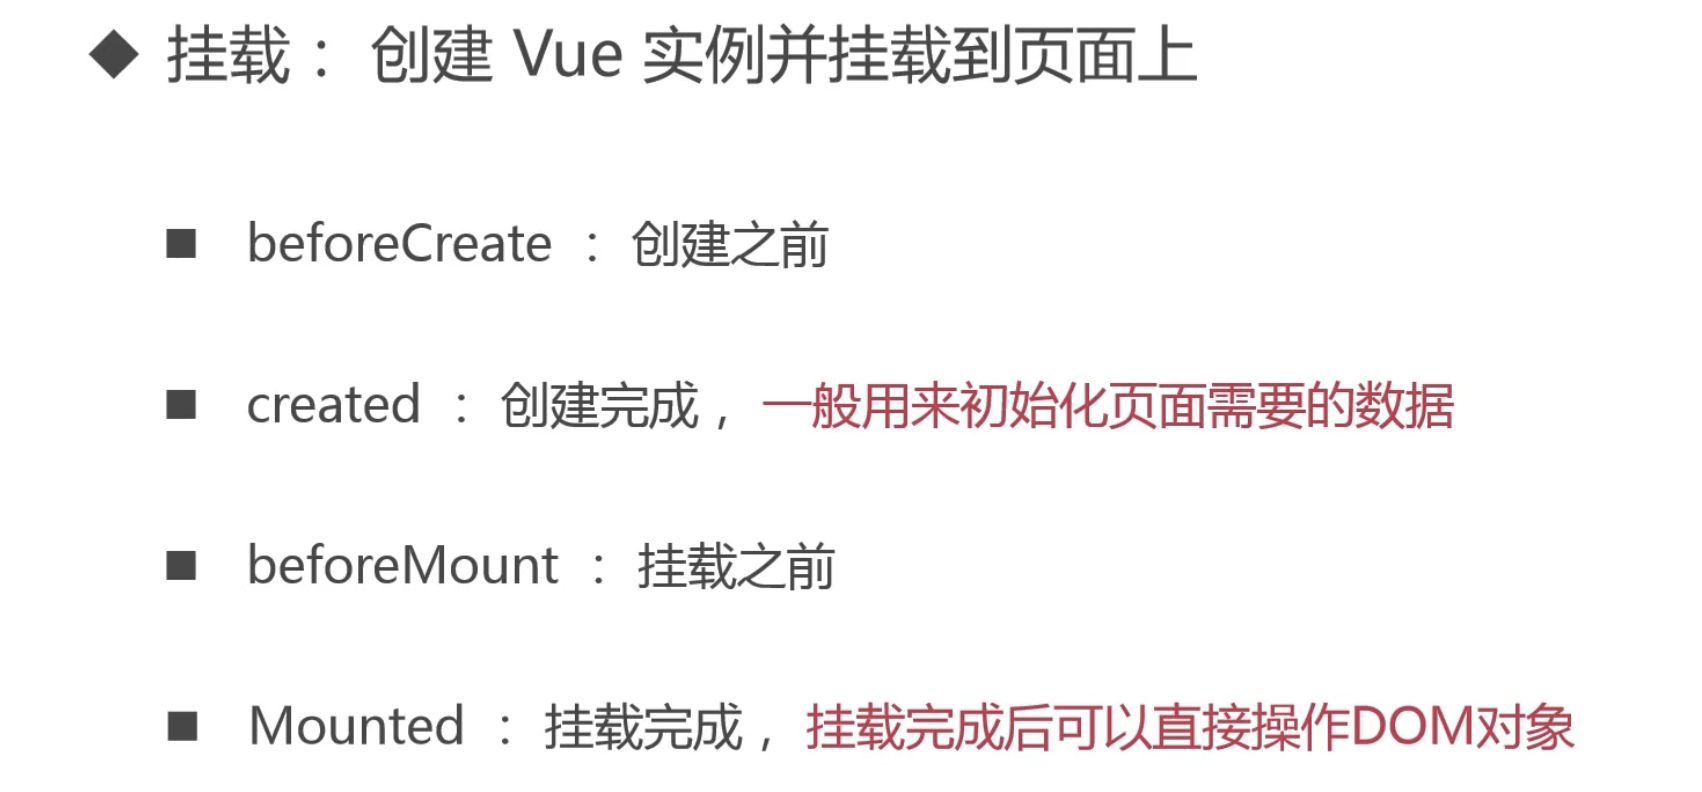 ◆ 挂载： 创建 Vue 实例并挂载到页面上
■ beforeCreate ： 创建之前
■ created ： 创建完成，一般用来初始化页面需要的数据
■ beforeMount ： 挂载之前
■ Mounted ： 挂载完成，挂载完成后可以直接操作DOM对象